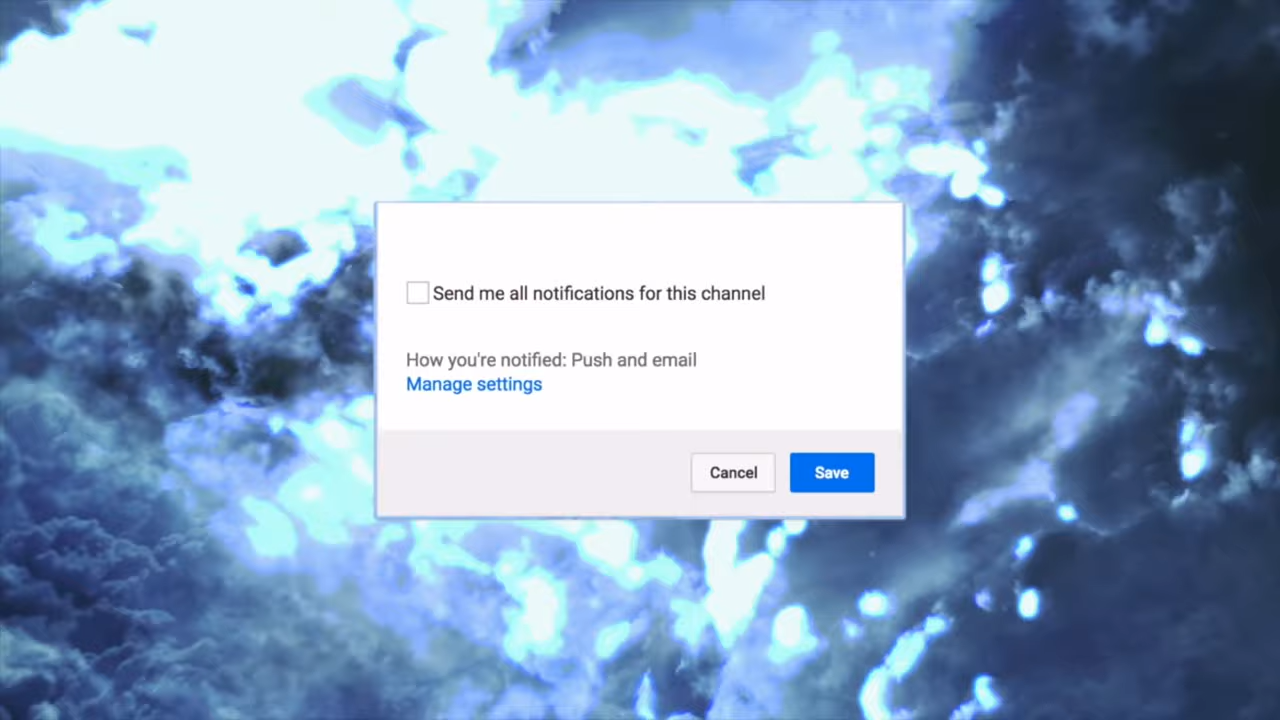 Send me all notifications for this channel
How you're notified: Push and email
Manage settings
Cancel
Save